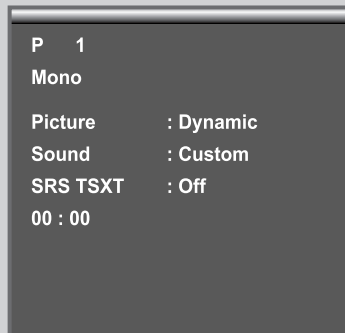 P 1
Mono
Picture : Dynamic
Sound : Custom
SRS TSXT : Off
00 : 00